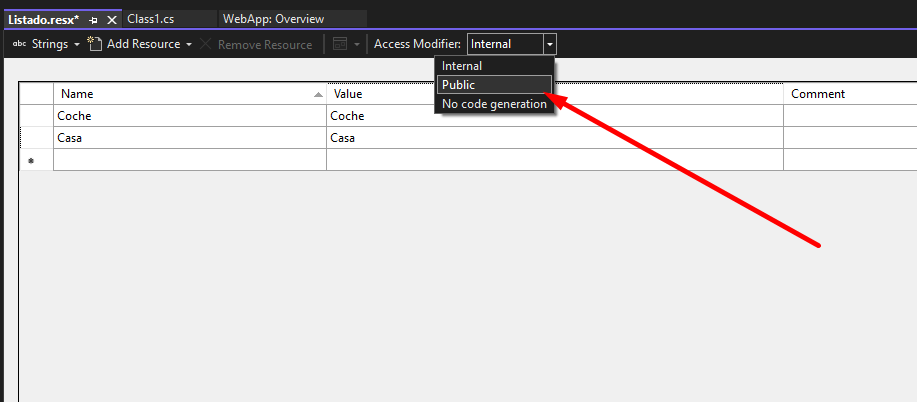 Listado.resx* Class1.cs WebApp: Overview
abc Strings Add Resource Remove Resource Access Modifier: Internal
Internal
Public
No code generation
Name Value Comment
Coche Coche
Casa Casa
*